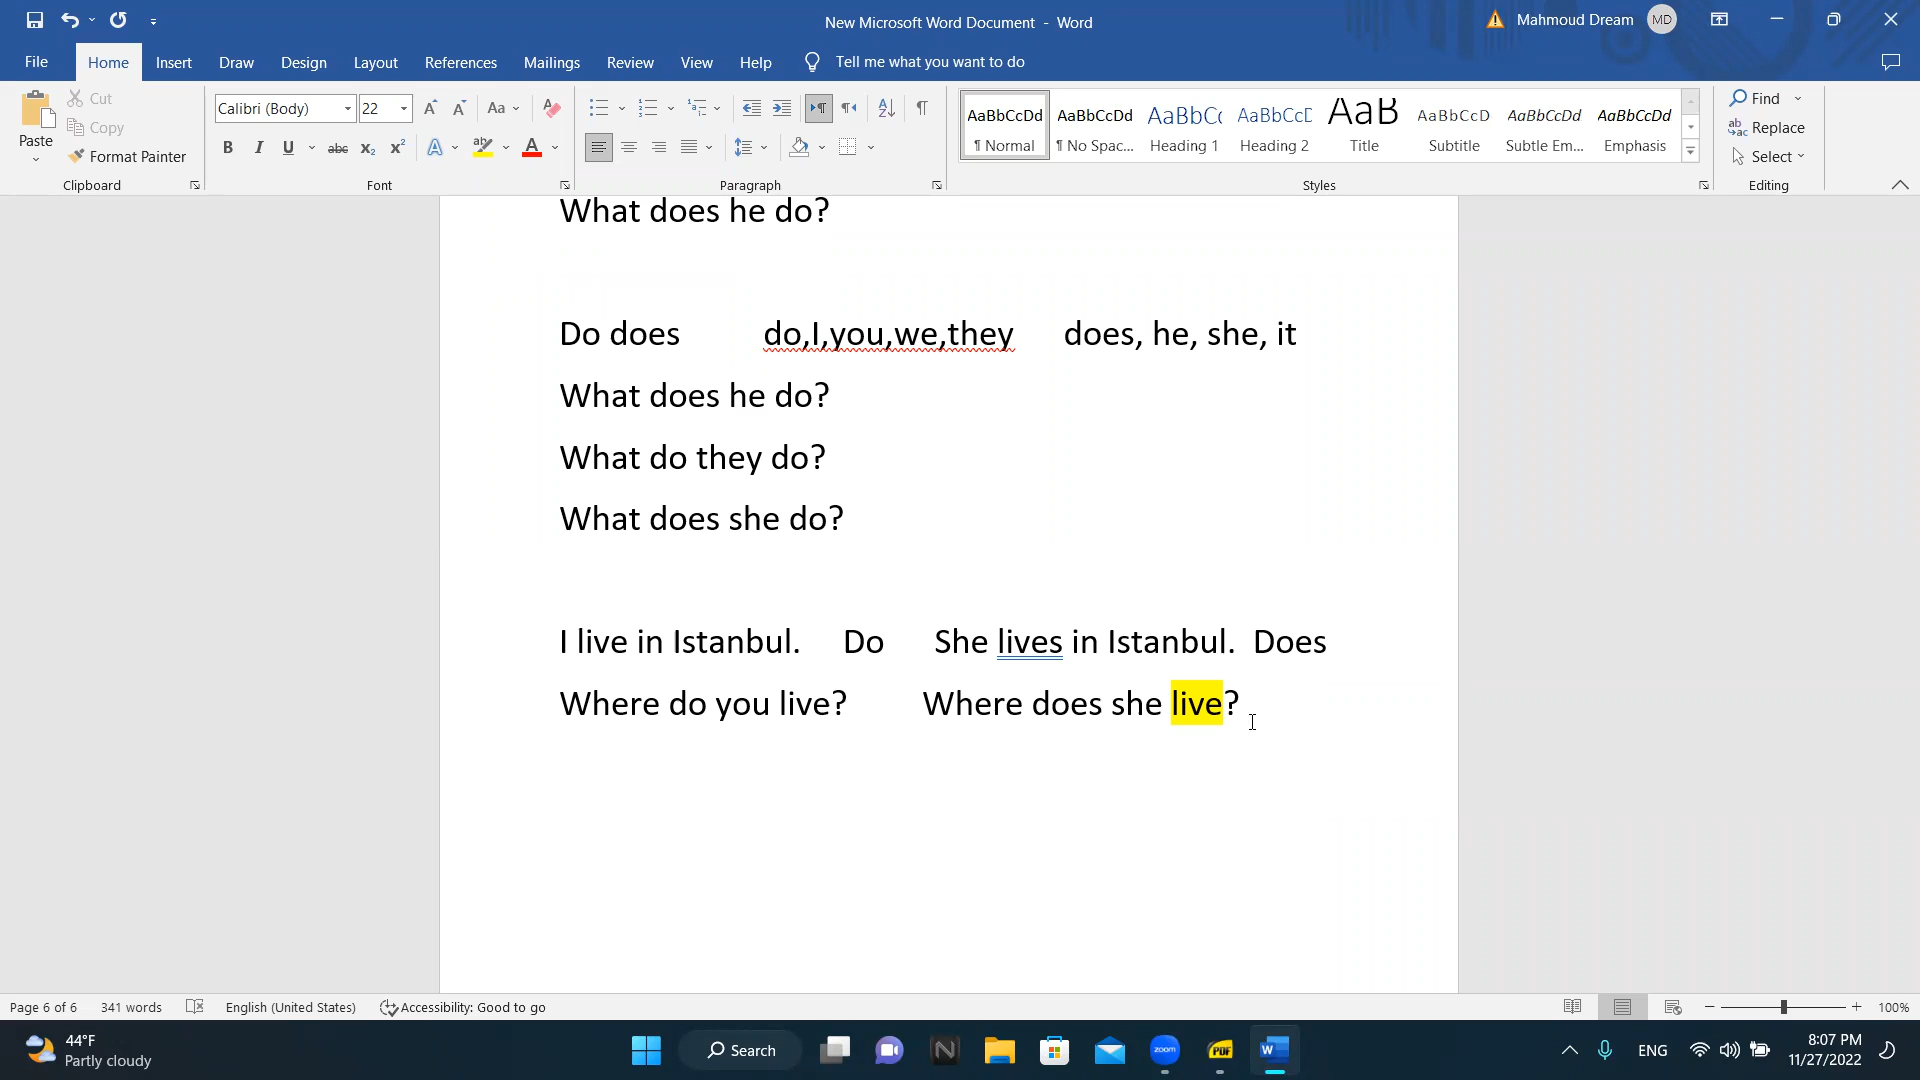 New Microsoft Word Document - Word
Mahmoud Dream MD
File Home Insert Draw Design Layout References Mailings Review View Help Tell me what you want to do
Paste
Cut
Copy
Format Painter
Clipboard
Calibri (Body) 22
Font
Paragraph
AaBbCcDd AaBbCcDd AaBbCc AaBbCcD AaB AaBbCcD AaBbCcDd AaBbCcDd
¶ Normal ¶ No Spac... Heading 1 Heading 2 Title Subtitle Subtle Em... Emphasis
Styles
Find
Replace
Select
Editing
What does he do?
Do does do,I,you,we,they does, he, she, it
What does he do?
What do they do?
What does she do?
I live in Istanbul. Do She lives in Istanbul. Does
Where do you live? Where does she live?
Page 6 of 6 341 words English (United States) Accessibility: Good to go 100%
44°F
Partly cloudy
Search
zoom
PDF
ENG
8:07 PM
11/27/2022